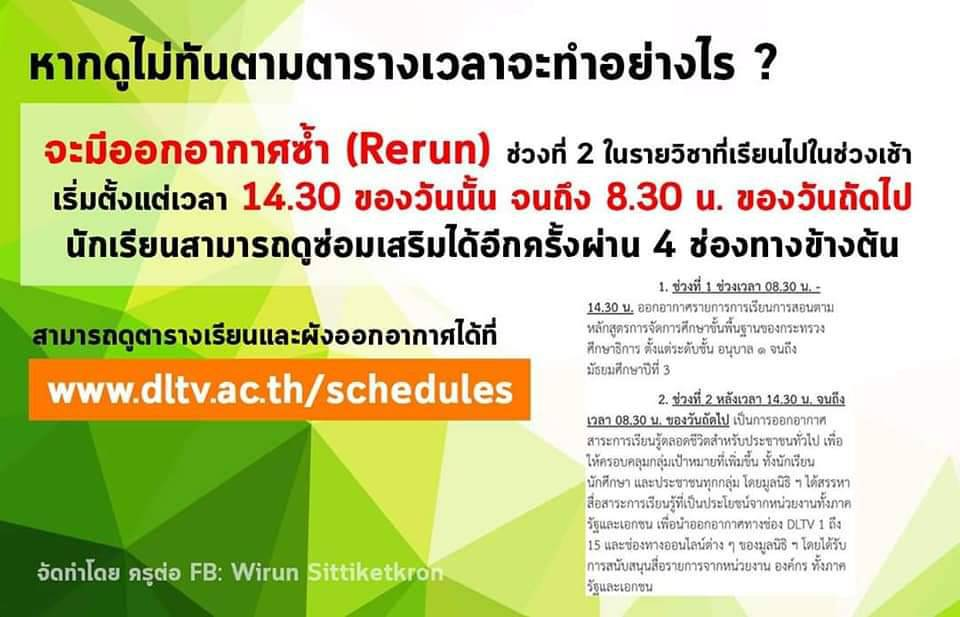 หากดูไม่ทันตามตารางเวลาจะทำอย่างไร ?
จะมีออกอากาศซ้ำ (Rerun) ช่วงที่ 2 ในรายวิชาที่เรียนไปในช่วงเช้า
เริ่มตั้งแต่เวลา 14.30 ของวันนั้น จนถึง 8.30 น. ของวันถัดไป
นักเรียนสามารถดูซ่อมเสริมได้อีกครั้งผ่าน 4 ช่องทางข้างต้น
สามารถดูตารางเรียนและผังออกอากาศได้ที่
www.dltv.ac.th/schedules
1. ช่วงที่ 1 ช่วงเวลา 08.30 น. -
14.30 น. ออกอากาศรายการการเรียนการสอนตาม
หลักสูตรการจัดการศึกษาขั้นพื้นฐานของกระทรวง
ศึกษาธิการ ตั้งแต่ระดับชั้น อนุบาล ๑ จนถึง
มัธยมศึกษาปีที่ 3
2. ช่วงที่ 2 หลังเวลา 14.30 น. จนถึง
เวลา 08.30 น. ของวันถัดไป เป็นการออกอากาศ
สาระการเรียนรู้ตลอดชีวิตสำหรับประชาชนทั่วไป เพื่อ
ให้ครอบคลุมกลุ่มเป้าหมายที่เพิ่มขึ้น ทั้งนักเรียน
นักศึกษา และประชาชนทุกกลุ่ม โดยมูลนิธิ ฯ ได้สรรหา
สื่อสาระการเรียนรู้ที่เป็นประโยชน์จากหน่วยงานทั้งภาค
รัฐและเอกชน เพื่อนำออกอากาศทางช่อง DLTV 1 ถึง
15 และช่องทางออนไลน์ต่าง ๆ ของมูลนิธิ ฯ โดยได้รับ
การสนับสนุนสื่อรายการจากหน่วยงาน องค์กร ทั้งภาค
รัฐและเอกชน
จัดทำโดย ครูต่อ FB: Wirun Sittiketkron